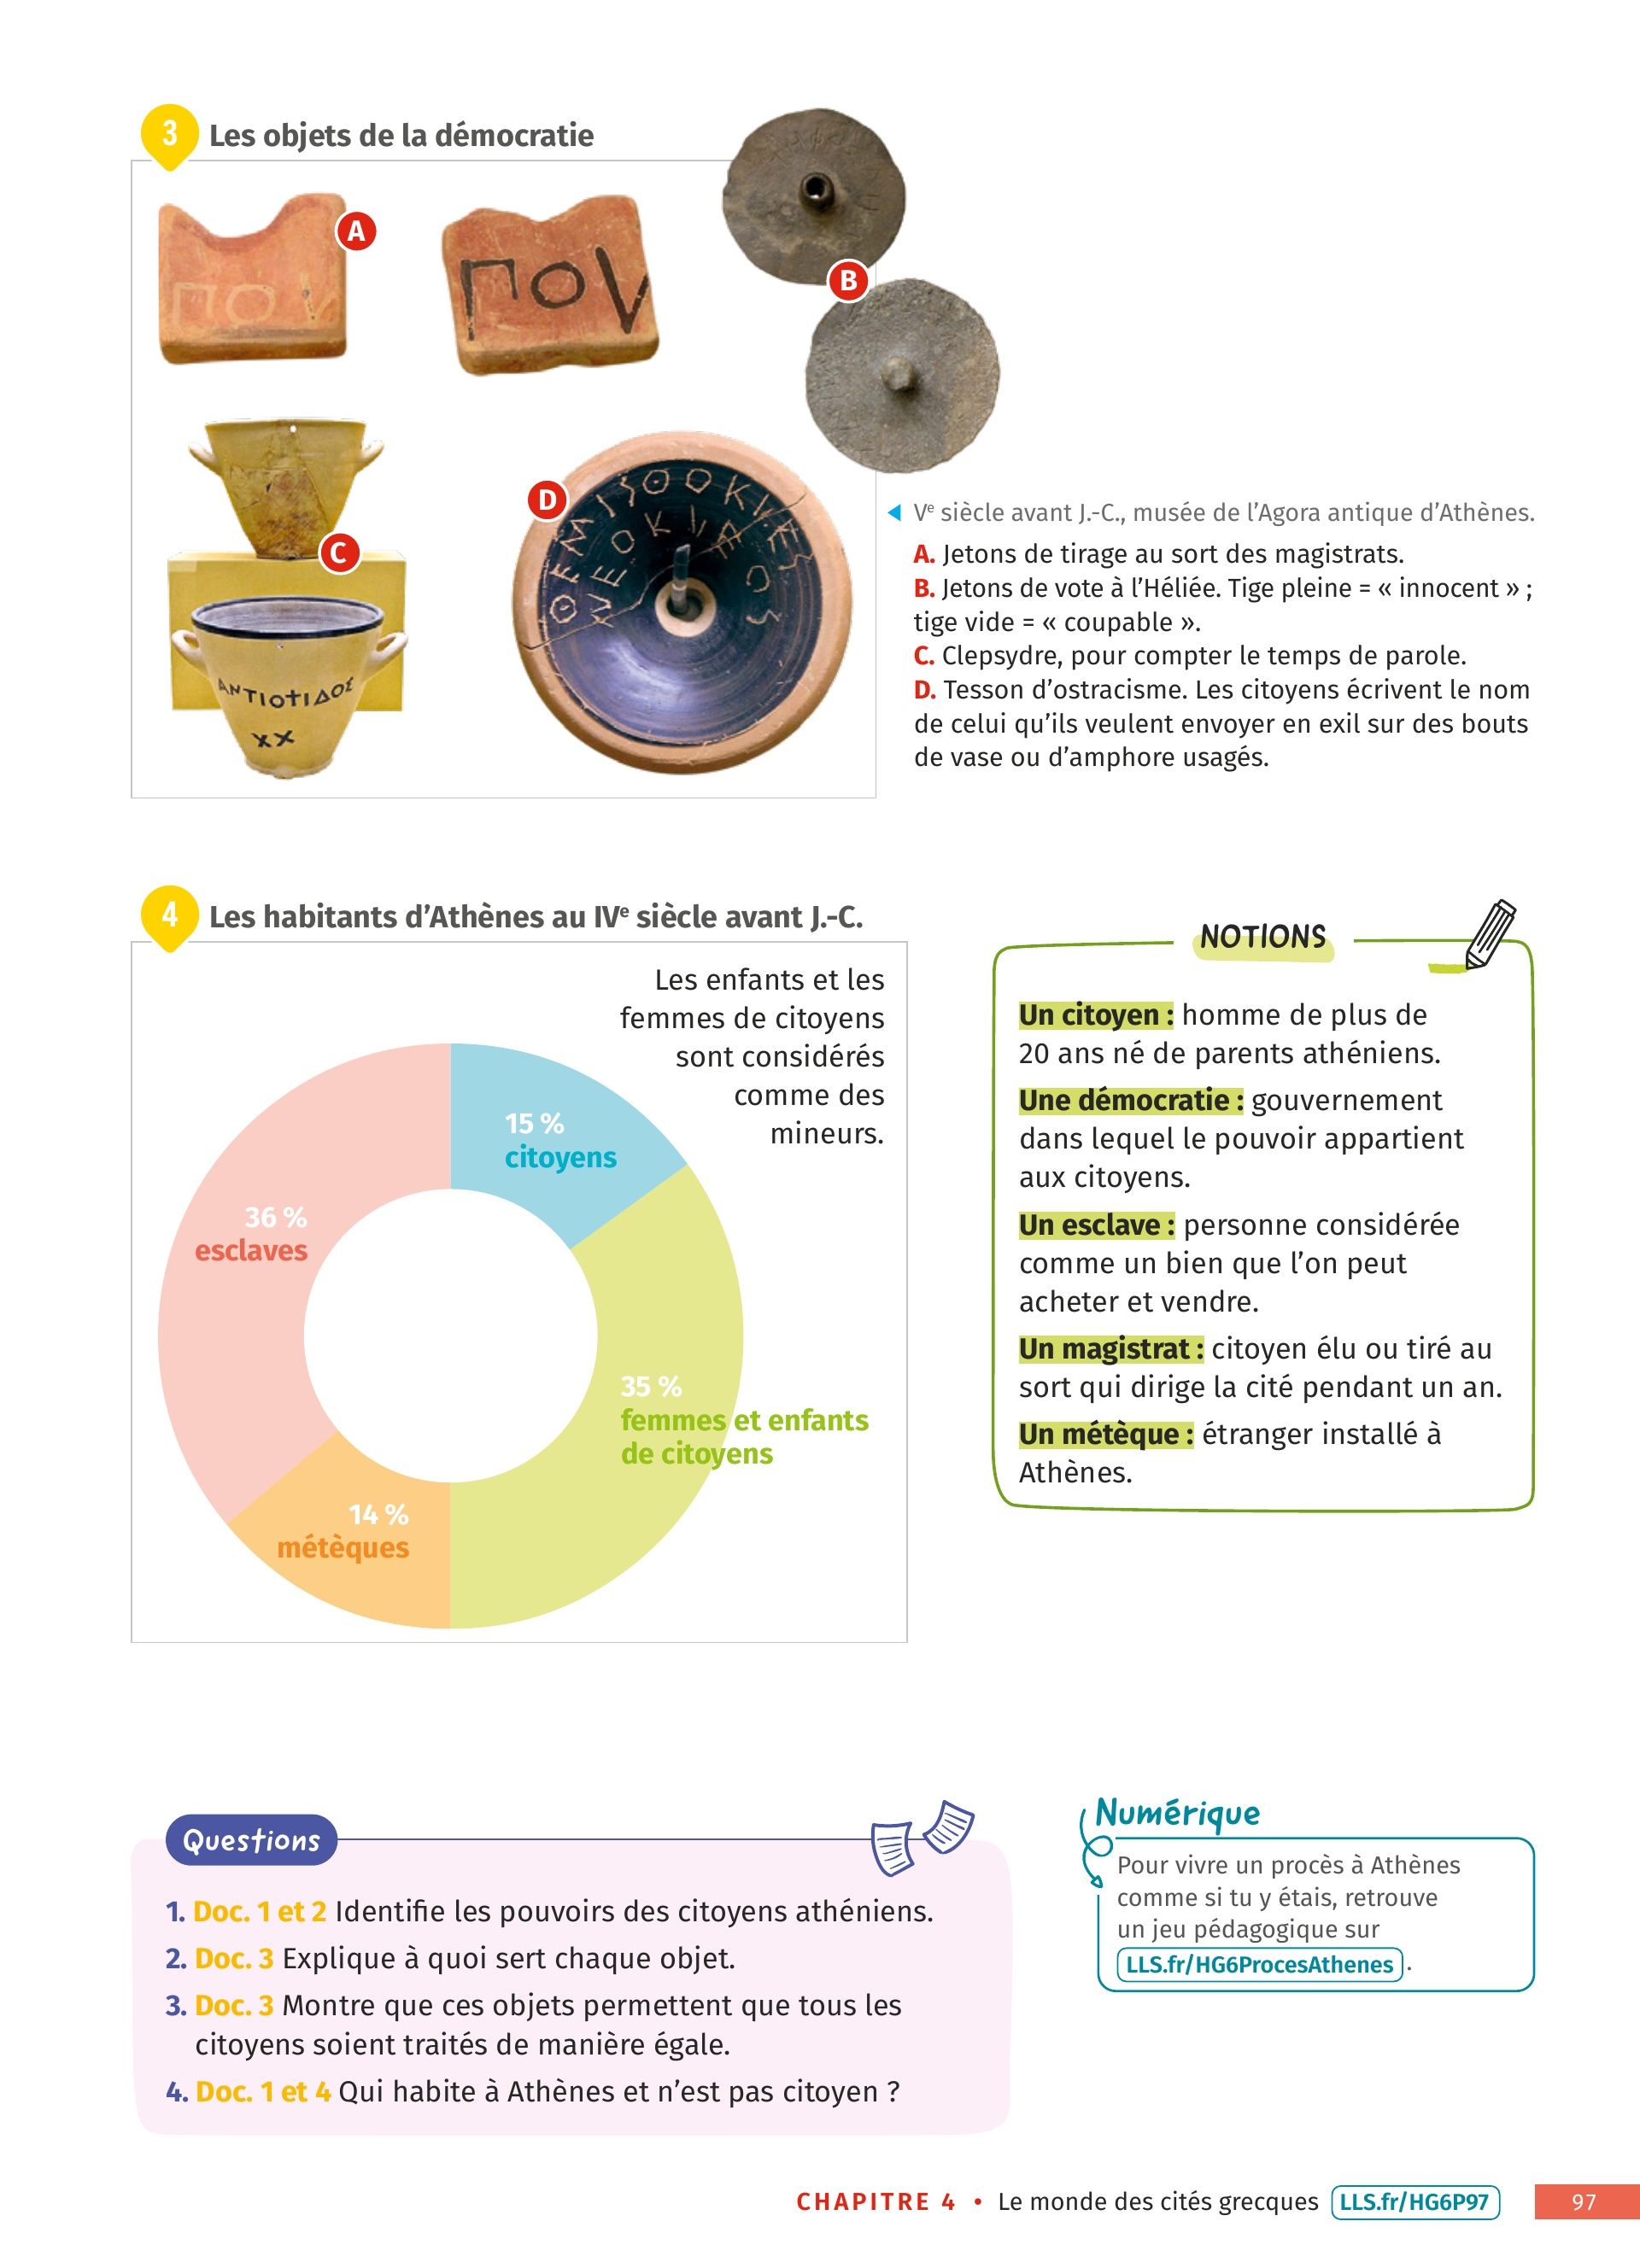 3 Les objets de la démocratie
A
ΠΟV
ΠΟV
B
C
ΑΝΤΙΟ+ΙΔΟΣ
XX
D
Vᵉ siècle avant J.-C., musée de l’Agora antique d’Athènes.
A. Jetons de tirage au sort des magistrats.
B. Jetons de vote à l’Héliée. Tige pleine = « innocent » ;
tige vide = « coupable ».
C. Clepsydre, pour compter le temps de parole.
D. Tesson d’ostracisme. Les citoyens écrivent le nom
de celui qu’ils veulent envoyer en exil sur des bouts
de vase ou d’amphore usagés.
4 Les habitants d’Athènes au IVᵉ siècle avant J.-C.
Les enfants et les
femmes de citoyens
sont considérés
comme des
mineurs.
15 %
citoyens
36 %
esclaves
35 %
femmes et enfants
de citoyens
14 %
métèques
NOTIONS
Un citoyen : homme de plus de
20 ans né de parents athéniens.
Une démocratie : gouvernement
dans lequel le pouvoir appartient
aux citoyens.
Un esclave : personne considérée
comme un bien que l’on peut
acheter et vendre.
Un magistrat : citoyen élu ou tiré au
sort qui dirige la cité pendant un an.
Un métèque : étranger installé à
Athènes.
Questions
1. Doc. 1 et 2 Identifie les pouvoirs des citoyens athéniens.
2. Doc. 3 Explique à quoi sert chaque objet.
3. Doc. 3 Montre que ces objets permettent que tous les
citoyens soient traités de manière égale.
4. Doc. 1 et 4 Qui habite à Athènes et n’est pas citoyen ?
Numérique
Pour vivre un procès à Athènes
comme si tu y étais, retrouve
un jeu pédagogique sur
LLS.fr/HG6ProcesAthenes .
CHAPITRE 4 • Le monde des cités grecques LLS.fr/HG6P97 97